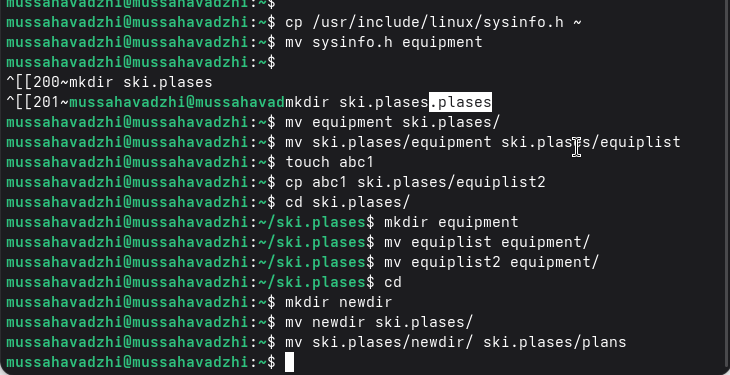 mussahavadzhi@mussahavadzhi:~$
mussahavadzhi@mussahavadzhi:~$ cp /usr/include/linux/sysinfo.h ~
mussahavadzhi@mussahavadzhi:~$ mv sysinfo.h equipment
mussahavadzhi@mussahavadzhi:~$
^[[200~mkdir ski.plases
^[[201~mussahavadzhi@mussahavadmkdir ski.plases.plases
mussahavadzhi@mussahavadzhi:~$ mv equipment ski.plases/
mussahavadzhi@mussahavadzhi:~$ mv ski.plases/equipment ski.plases/equiplist
mussahavadzhi@mussahavadzhi:~$ touch abc1
mussahavadzhi@mussahavadzhi:~$ cp abc1 ski.plases/equiplist2
mussahavadzhi@mussahavadzhi:~$ cd ski.plases/
mussahavadzhi@mussahavadzhi:~/ski.plases$ mkdir equipment
mussahavadzhi@mussahavadzhi:~/ski.plases$ mv equiplist equipment/
mussahavadzhi@mussahavadzhi:~/ski.plases$ mv equiplist2 equipment/
mussahavadzhi@mussahavadzhi:~/ski.plases$ cd
mussahavadzhi@mussahavadzhi:~$ mkdir newdir
mussahavadzhi@mussahavadzhi:~$ mv newdir ski.plases/
mussahavadzhi@mussahavadzhi:~$ mv ski.plases/newdir/ ski.plases/plans
mussahavadzhi@mussahavadzhi:~$